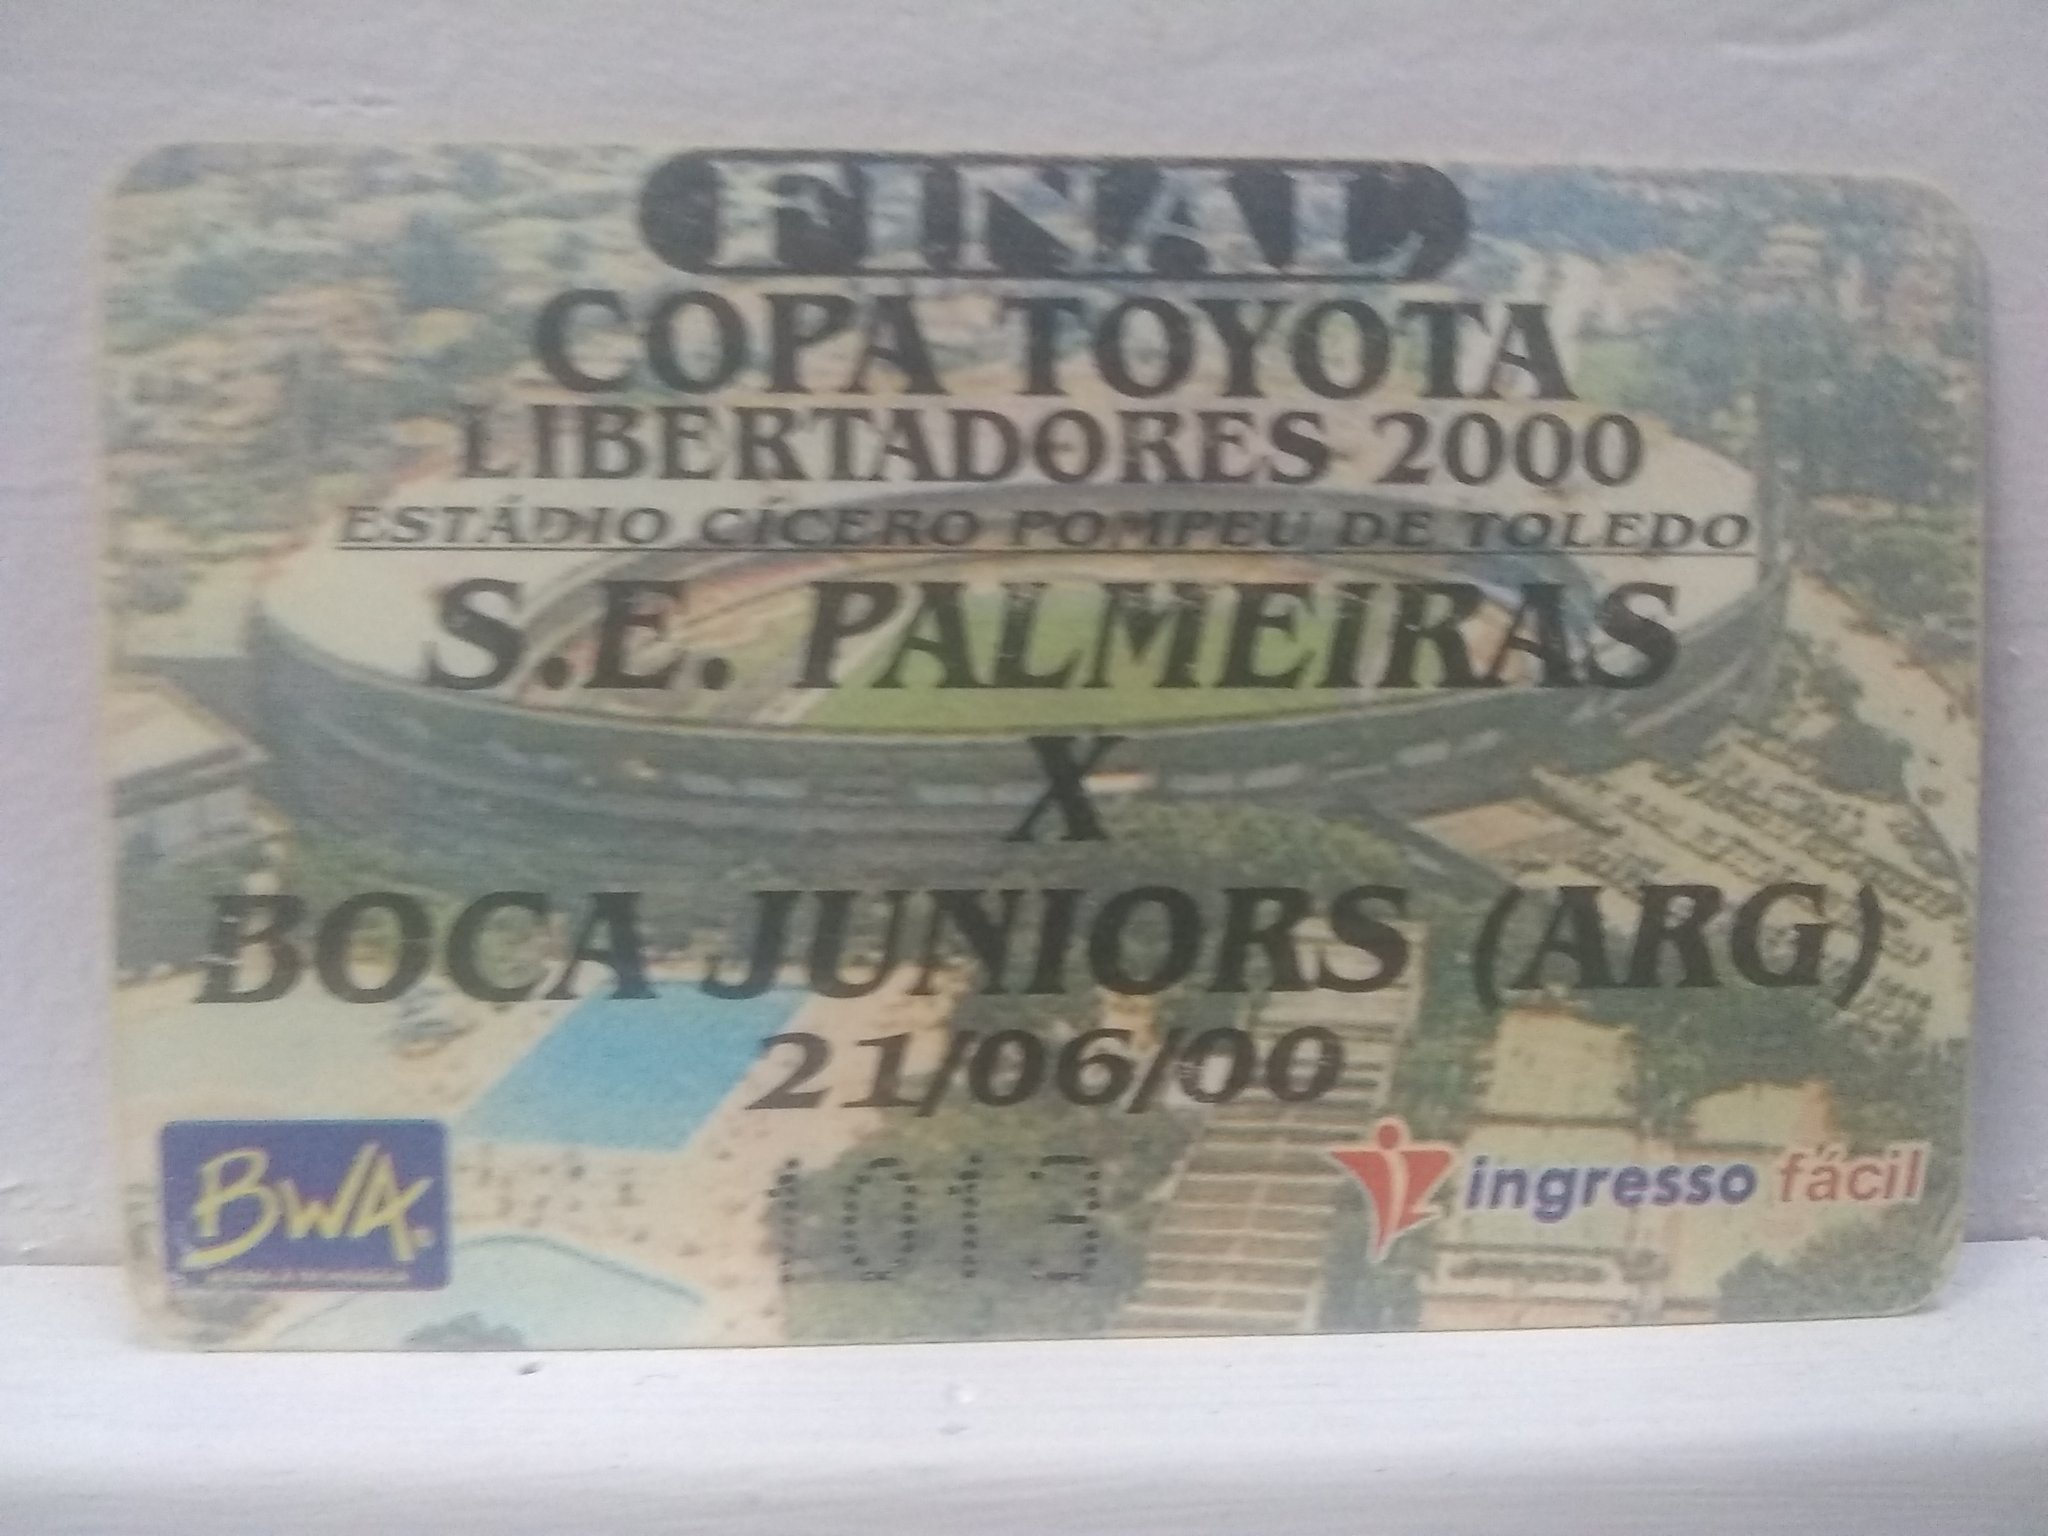 FINAL
COPA TOYOTA
LIBERTADORES 2000
ESTÁDIO CÍCERO POMPEU DE TOLEDO
S.E. PALMEIRAS
X
BOCA JUNIORS (ARG)
21/06/00
BWA
1013
ingresso fácil